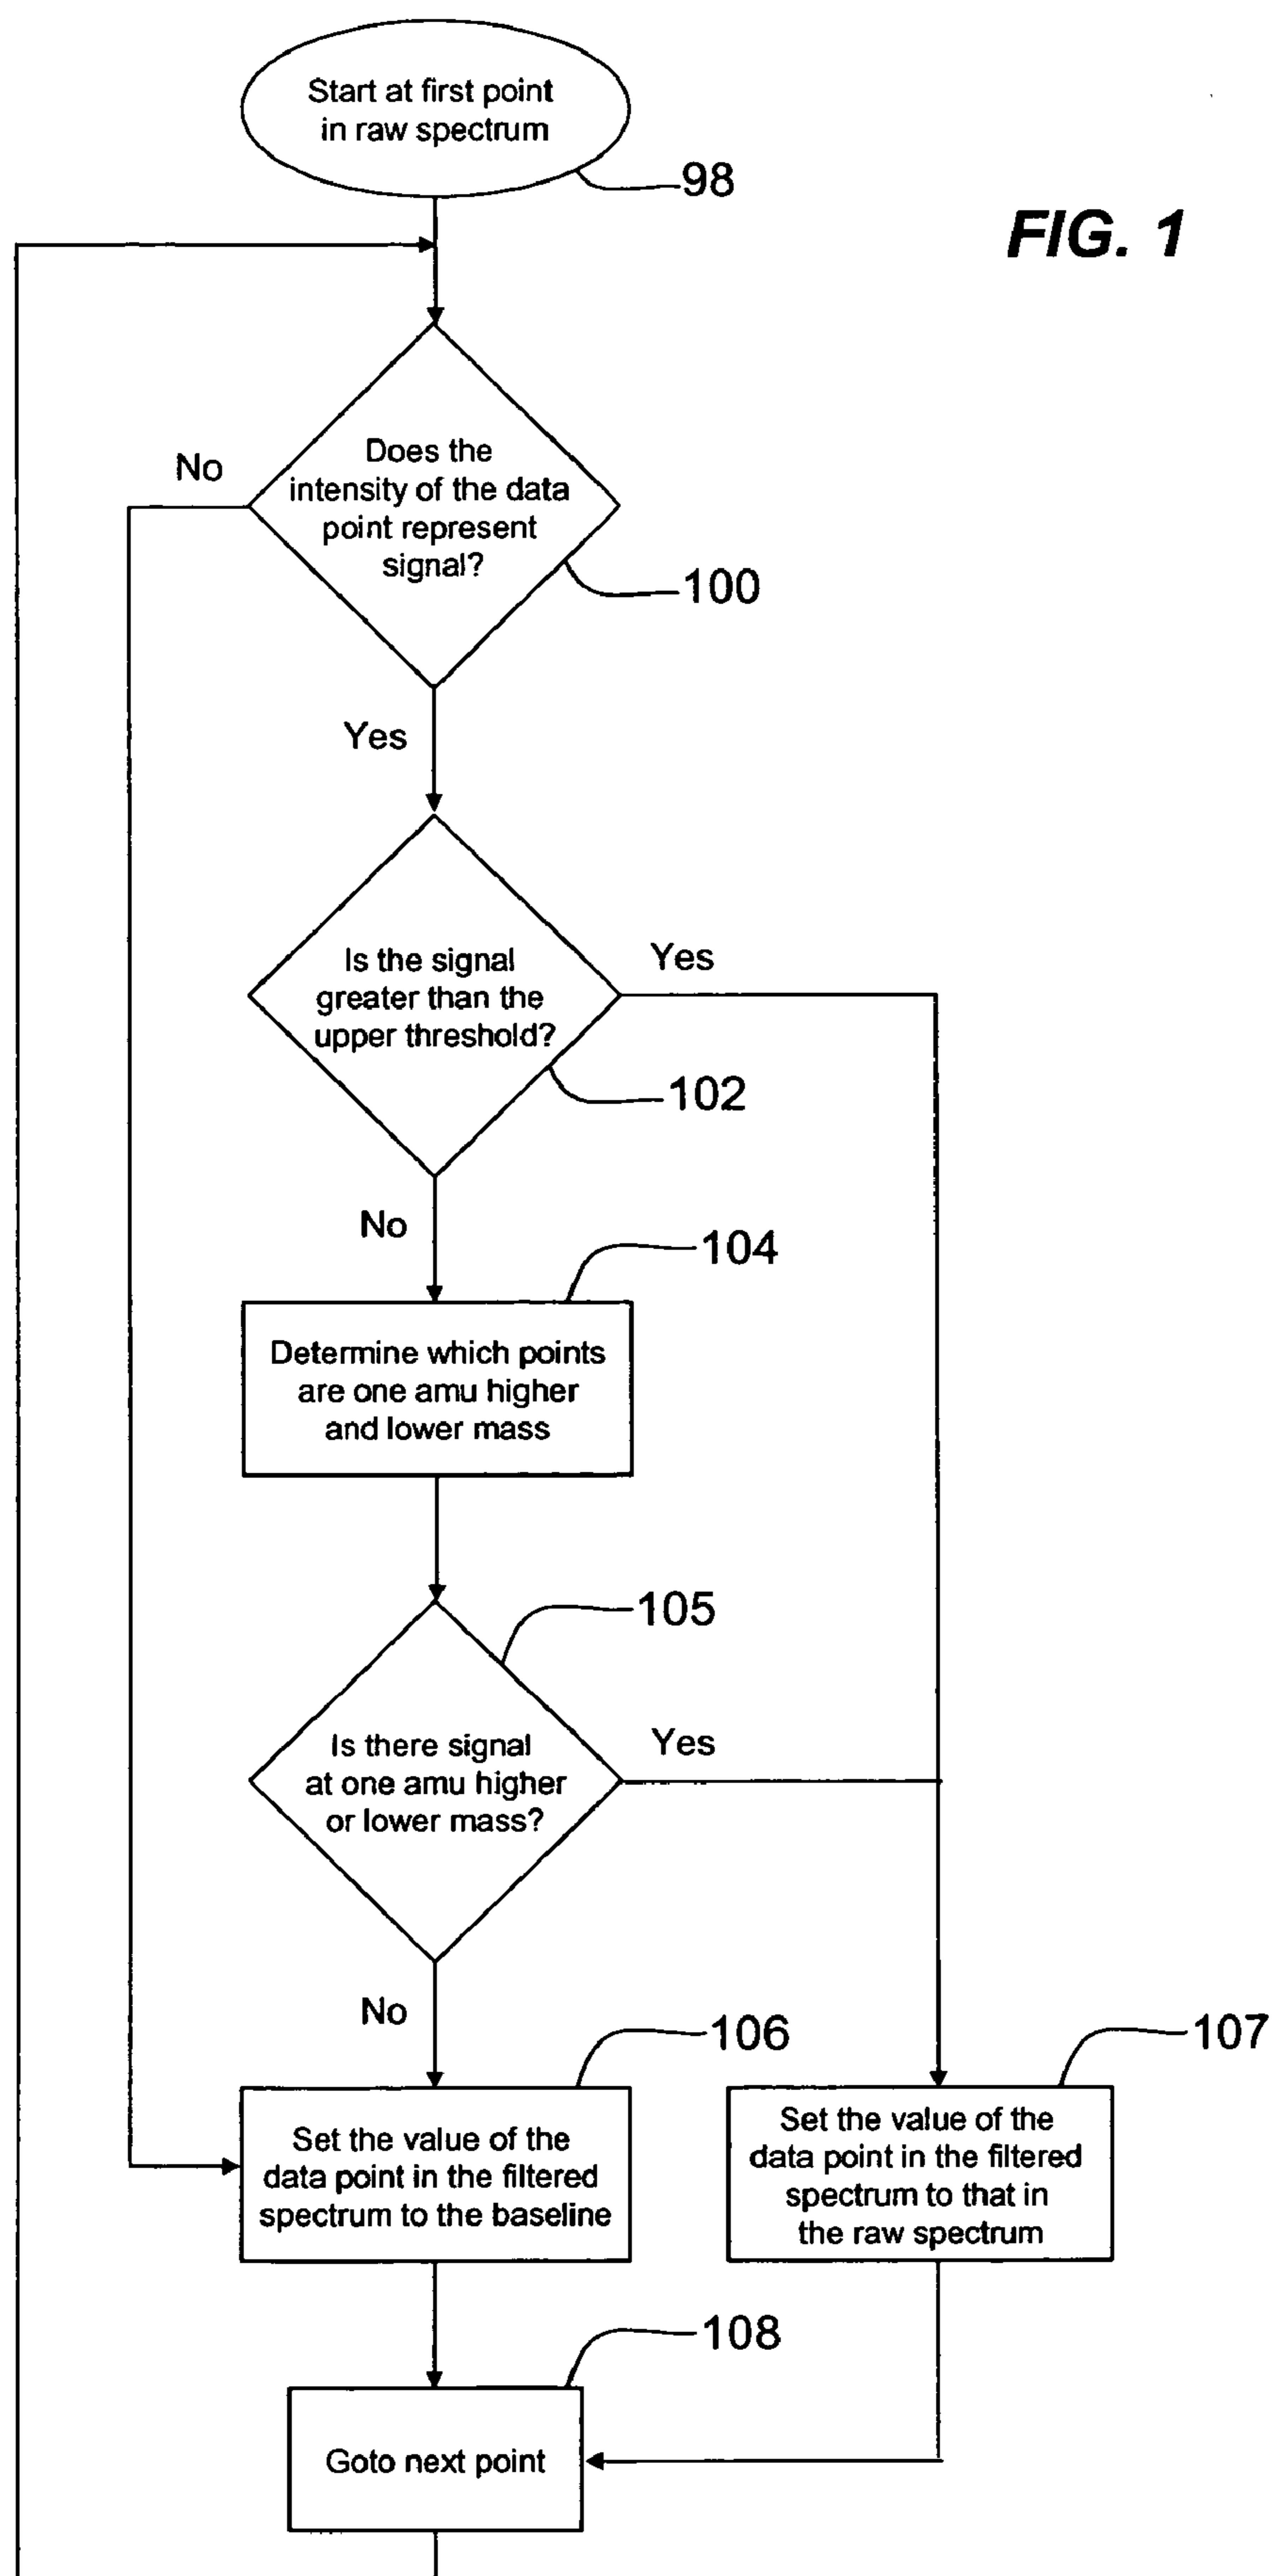 Start at first point
in raw spectrum
98
FIG. 1
No
Does the
intensity of the data
point represent
signal?
100
Yes
Is the signal
greater than the
upper threshold?
Yes
102
No
104
Determine which points
are one amu higher
and lower mass
105
Is there signal
at one amu higher
or lower mass?
Yes
No
106
107
Set the value of the
data point in the filtered
spectrum to the baseline
Set the value of the
data point in the filtered
spectrum to that in
the raw spectrum
108
Goto next point